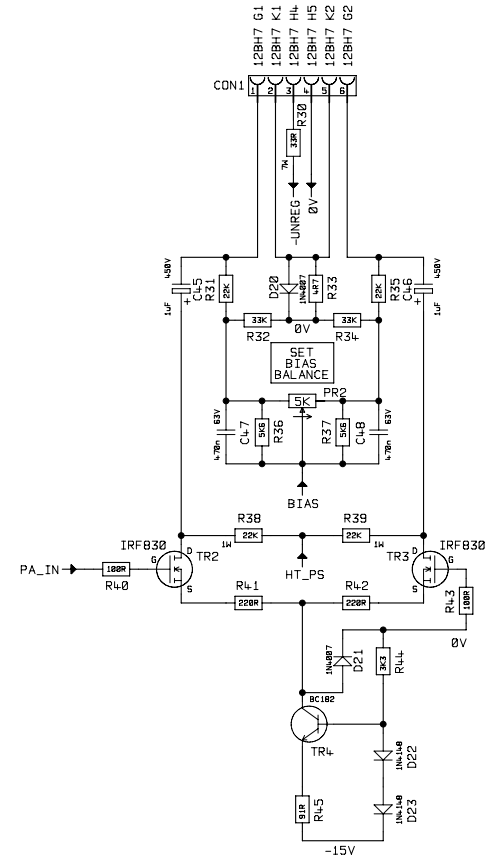 12BH7 G1
12BH7 K1
12BH7 H4
12BH7 H5
12BH7 K2
12BH7 G2
CON1
1 2 3 4 5 6
R30
33R
7W
-UNREG
0V
450V
C45
1uF
+
R31
22K
D20
1N4007
4R7
R33
R35
22K
C46
450V
1uF
+
33K
R32
0V
33K
R34
SET
BIAS
BALANCE
PR2
5K
63V
C47
470n
5K6
R36
R37
5K6
63V
C48
470n
BIAS
R38
22K
1W
R39
22K
1W
HT_PS
IRF830
D
G
S
TR2
IRF830
D
G
S
TR3
PA_IN
100R
R40
R41
220R
R42
220R
R43
100R
0V
1N4007
D21
3K3
R44
BC182
TR4
1N4148
D22
1N4148
D23
91R
R45
-15V